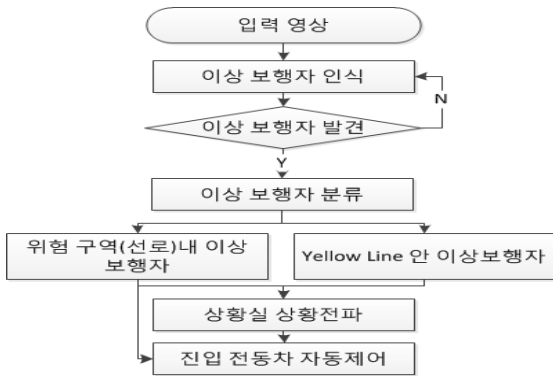 입력 영상
이상 보행자 인식
N
이상 보행자 발견
Y
이상 보행자 분류
위험 구역(선로)내 이상
보행자
Yellow Line 안 이상보행자
상황실 상황전파
진입 전동차 자동제어